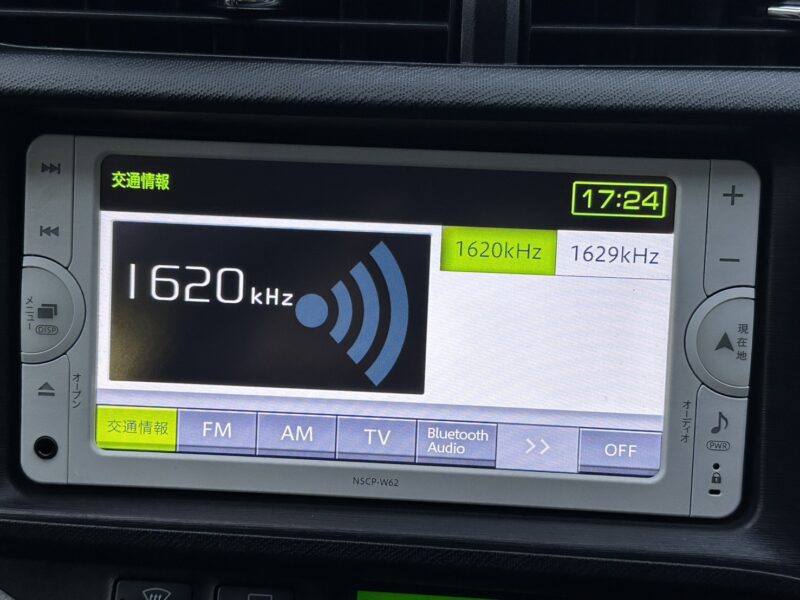 交通情報
17:24
1620kHz
1620kHz
1629kHz
交通情報
FM
AM
TV
Bluetooth
Audio
>>
OFF
メニュー
DISP
オープン
現在地
オーディオ
PWR
NSCP-W62